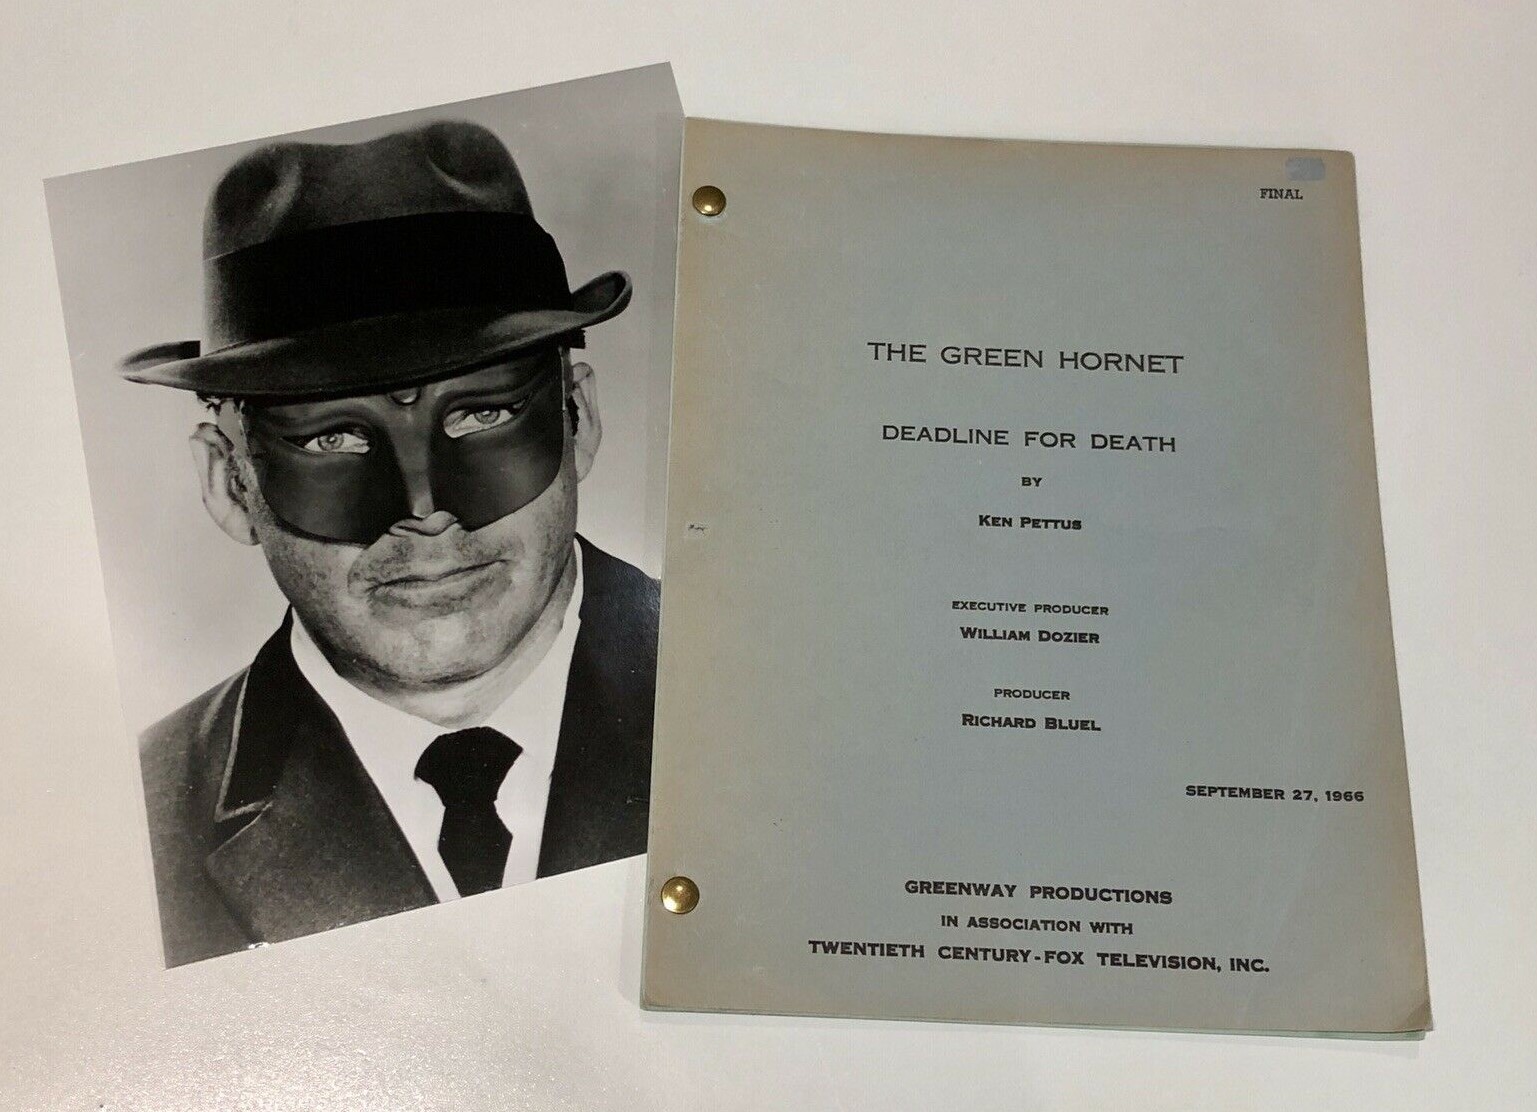 FINAL
THE GREEN HORNET
DEADLINE FOR DEATH
BY
KEN PETTUS
EXECUTIVE PRODUCER
WILLIAM DOZIER
PRODUCER
RICHARD BLUEL
SEPTEMBER 27, 1966
GREENWAY PRODUCTIONS
IN ASSOCIATION WITH
TWENTIETH CENTURY-FOX TELEVISION, INC.